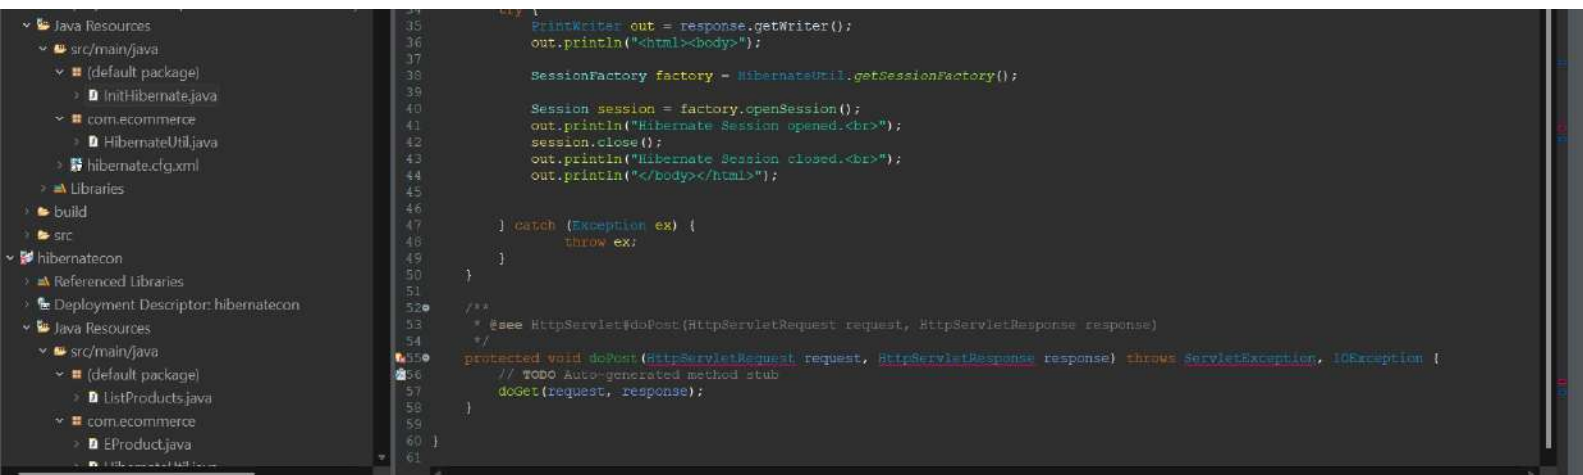 Java Resources
src/main/java
(default package)
InitHibernate.java
com.ecommerce
HibernateUtil.java
hibernate.cfg.xml
Libraries
build
src
hibernatecon
Referenced Libraries
Deployment Descriptor: hibernatecon
Java Resources
src/main/java
(default package)
ListProducts.java
com.ecommerce
EProduct.java
HibernateUtil.java
34 try {
35 PrintWriter out = response.getWriter();
36 out.println("<html><body>");
37
38 SessionFactory factory = HibernateUtil.getSessionFactory();
39
40 Session session = factory.openSession();
41 out.println("Hibernate Session opened.<br>");
42 session.close();
43 out.println("Hibernate Session closed.<br>");
44 out.println("</body></html>");
45
46
47 } catch (Exception ex) {
48 throw ex;
49 }
50 }
51
52 /**
53 * @see HttpServlet#doPost(HttpServletRequest request, HttpServletResponse response)
54 */
55 protected void doPost(HttpServletRequest request, HttpServletResponse response) throws ServletException, IOException {
56 // TODO Auto-generated method stub
57 doGet(request, response);
58 }
59
60 }
61